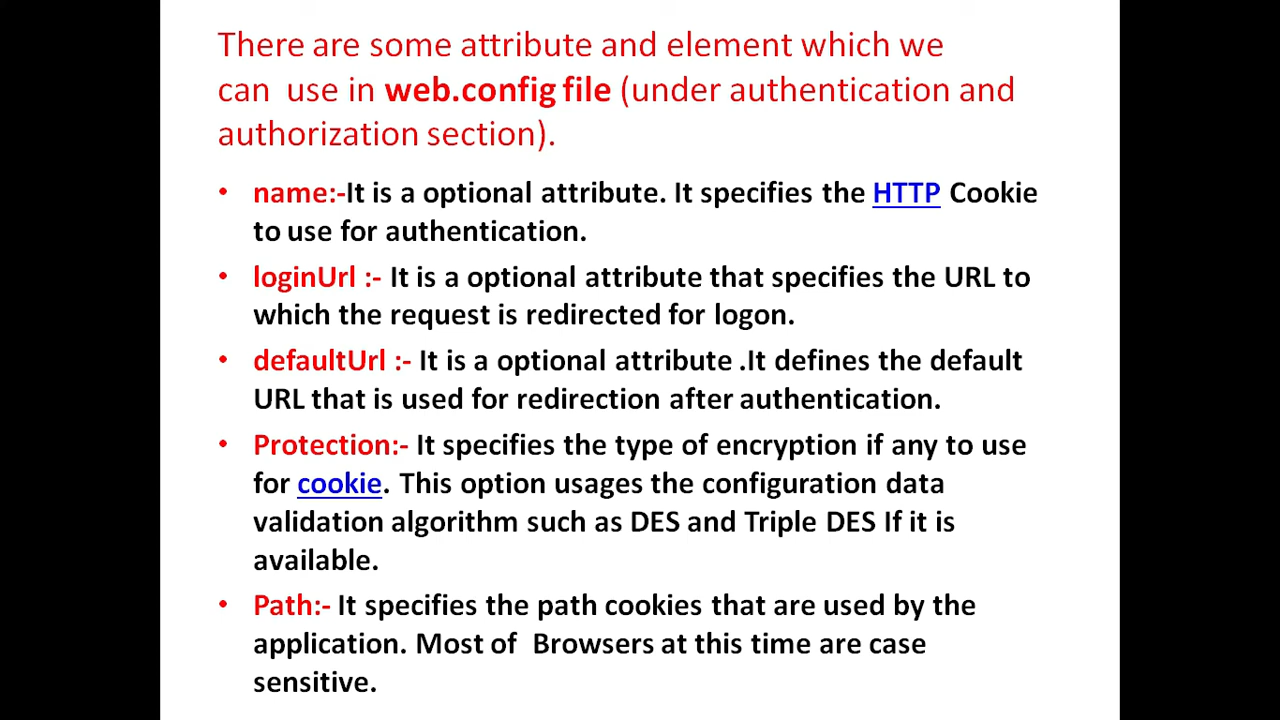 There are some attribute and element which we
can use in web.config file (under authentication and
authorization section).
• name:-It is a optional attribute. It specifies the HTTP Cookie
to use for authentication.
• loginUrl :- It is a optional attribute that specifies the URL to
which the request is redirected for logon.
• defaultUrl :- It is a optional attribute .It defines the default
URL that is used for redirection after authentication.
• Protection:- It specifies the type of encryption if any to use
for cookie. This option usages the configuration data
validation algorithm such as DES and Triple DES If it is
available.
• Path:- It specifies the path cookies that are used by the
application. Most of Browsers at this time are case
sensitive.